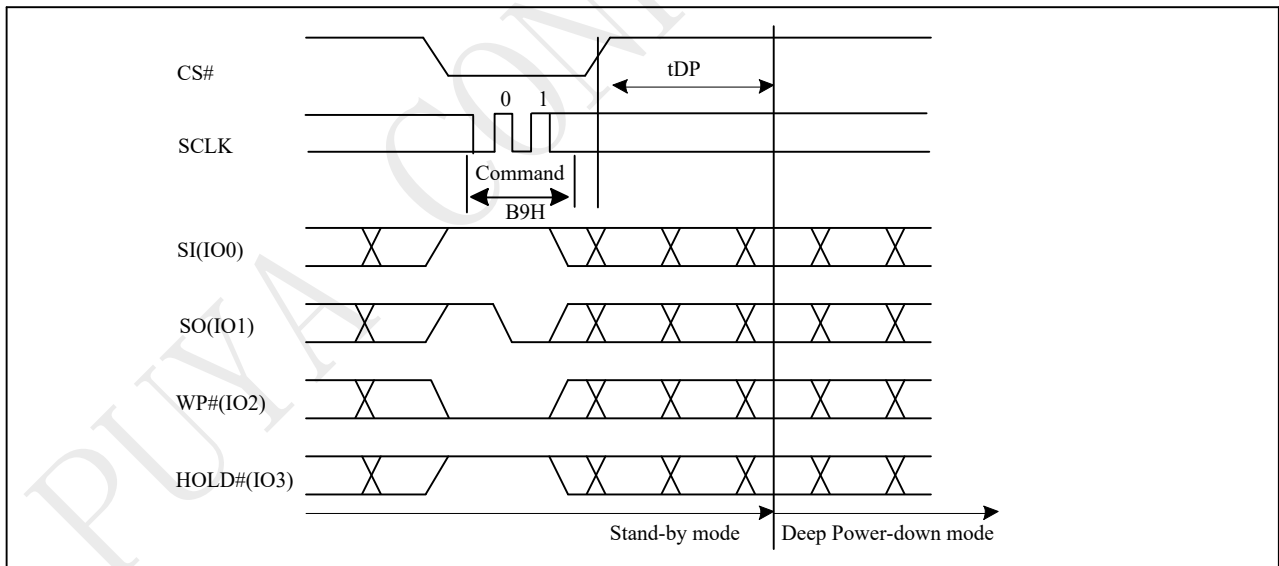 CS#
tDP
0 1
SCLK
Command
B9H
SI(IO0)
SO(IO1)
WP#(IO2)
HOLD#(IO3)
Stand-by mode Deep Power-down mode
PUYA